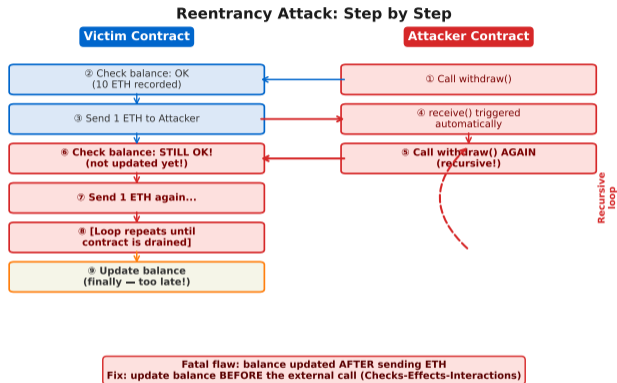 Reentrancy Attack: Step by Step
Victim Contract
Attacker Contract
② Check balance: OK
(10 ETH recorded)
① Call withdraw()
③ Send 1 ETH to Attacker
④ receive() triggered
automatically
⑥ Check balance: STILL OK!
(not updated yet!)
⑤ Call withdraw() AGAIN
(recursive!)
⑦ Send 1 ETH again...
⑧ [Loop repeats until
contract is drained]
⑨ Update balance
(finally — too late!)
Recursive
loop
Fatal flaw: balance updated AFTER sending ETH
Fix: update balance BEFORE the external call (Checks-Effects-Interactions)